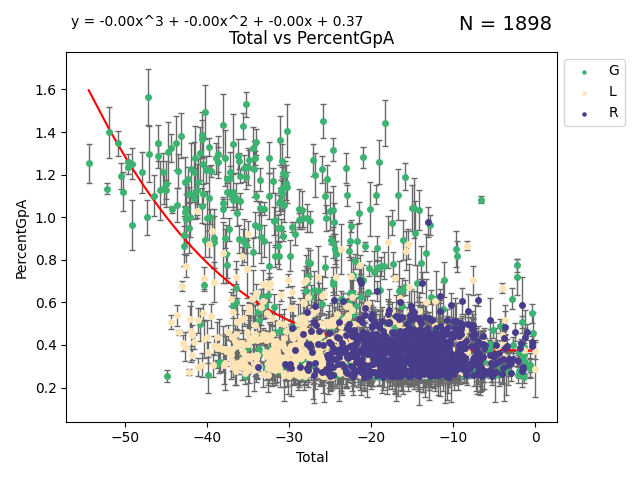 y = -0.00x^3 + -0.00x^2 + -0.00x + 0.37
N = 1898
Total vs PercentGpA
G
L
R
PercentGpA
1.6
1.4
1.2
1.0
0.8
0.6
0.4
0.2
−50
−40
−30
−20
−10
0
Total